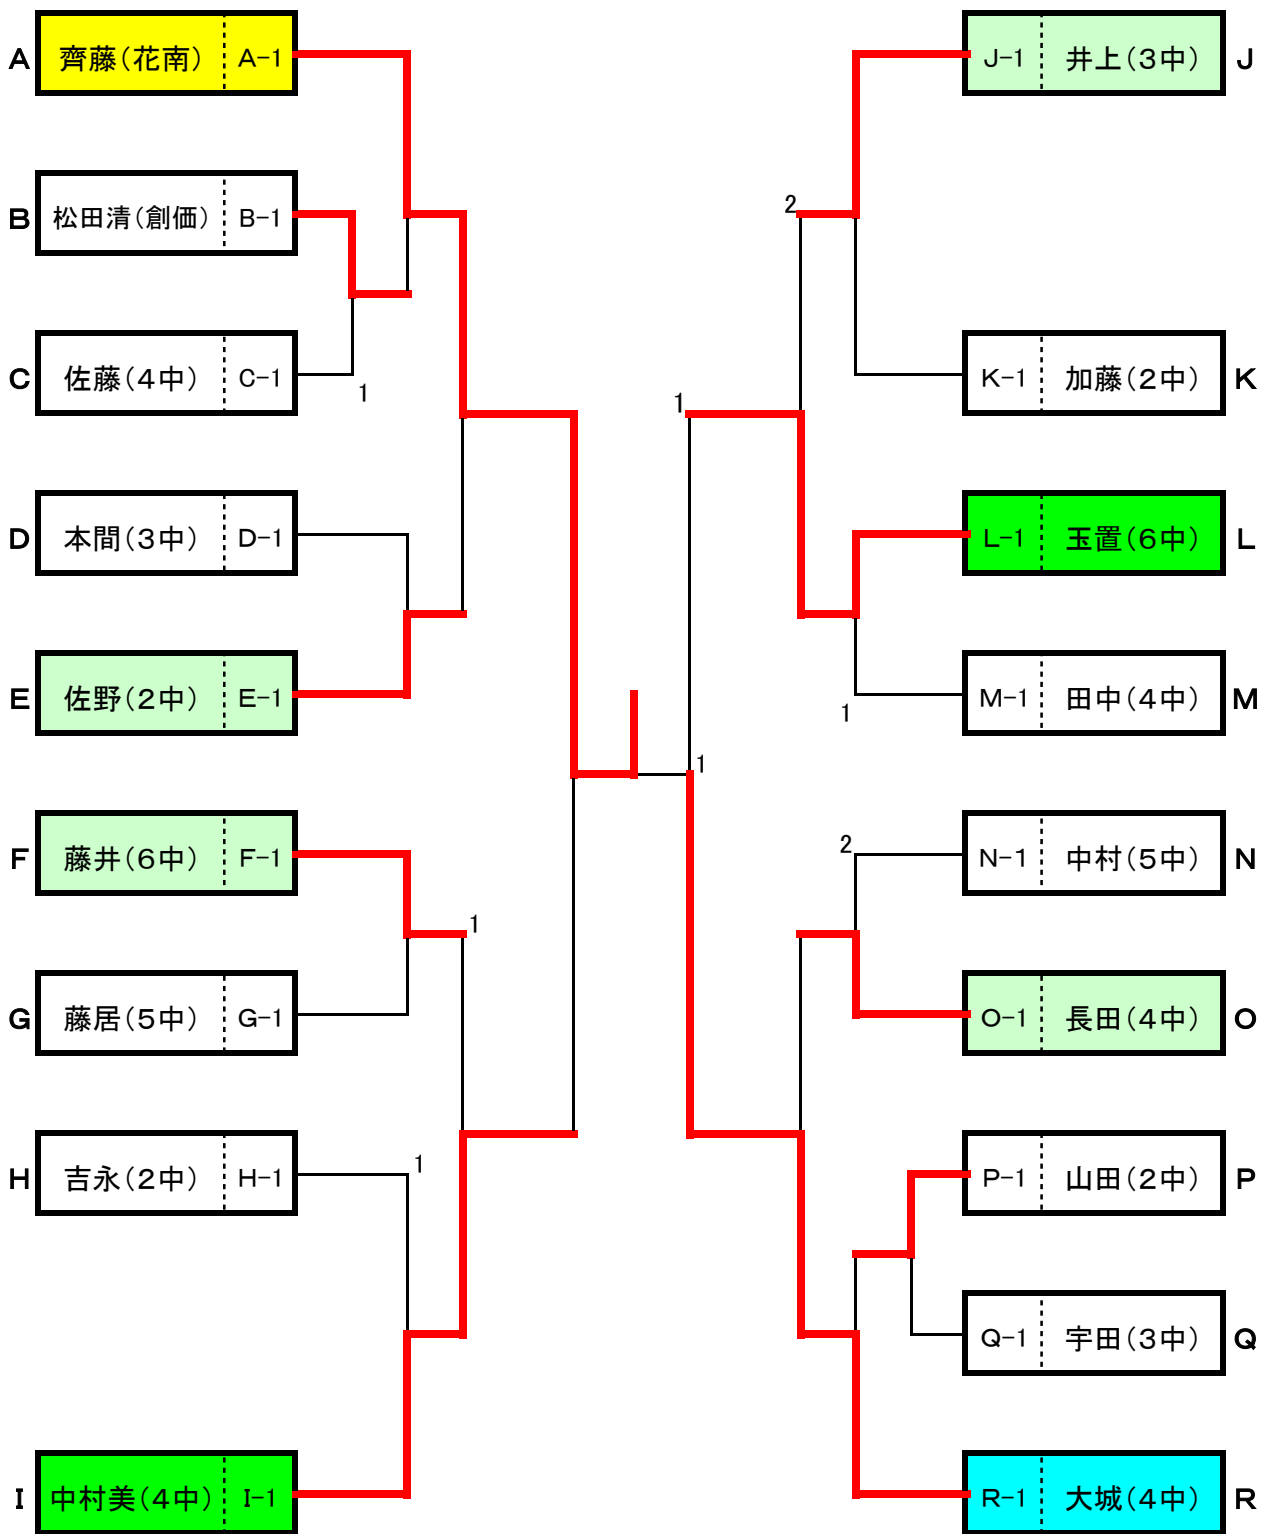 A 齊藤(花南) A-1
B 松田清(創価) B-1
C 佐藤(4中) C-1
1
D 本間(3中) D-1
E 佐野(2中) E-1
F 藤井(6中) F-1
1
G 藤居(5中) G-1
H 吉永(2中) H-1
1
I 中村美(4中) I-1
J-1 井上(3中) J
2
K-1 加藤(2中) K
1
L-1 玉置(6中) L
M-1 田中(4中) M
1
1
N-1 中村(5中) N
2
O-1 長田(4中) O
P-1 山田(2中) P
Q-1 宇田(3中) Q
R-1 大城(4中) R